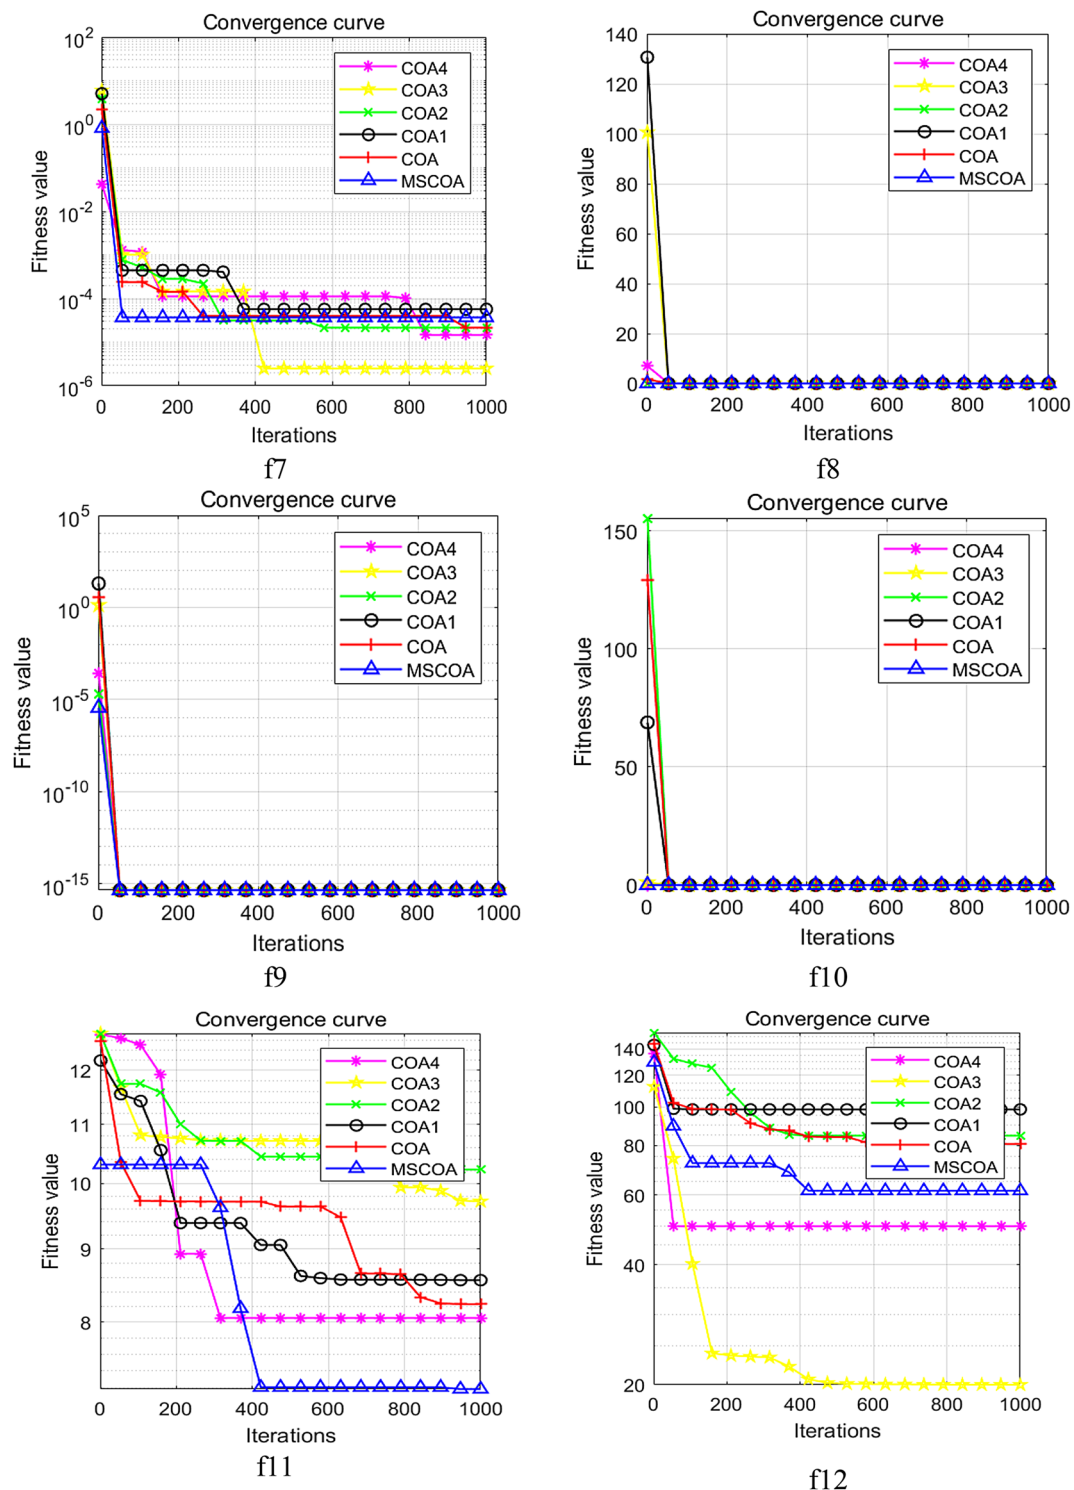 Convergence curve
10^2
10^0
10^-2
10^-4
10^-6
Fitness value
COA4
COA3
COA2
COA1
COA
MSCOA
0 200 400 600 800 1000
Iterations
f7
Convergence curve
140
120
100
80
60
40
20
0
Fitness value
COA4
COA3
COA2
COA1
COA
MSCOA
0 200 400 600 800 1000
Iterations
f8
Convergence curve
10^5
10^0
10^-5
10^-10
10^-15
Fitness value
COA4
COA3
COA2
COA1
COA
MSCOA
0 200 400 600 800 1000
Iterations
f9
Convergence curve
150
100
50
0
Fitness value
COA4
COA3
COA2
COA1
COA
MSCOA
0 200 400 600 800 1000
Iterations
f10
Convergence curve
12
11
10
9
8
Fitness value
COA4
COA3
COA2
COA1
COA
MSCOA
0 200 400 600 800 1000
Iterations
f11
Convergence curve
140
120
100
80
60
40
20
Fitness value
COA4
COA3
COA2
COA1
COA
MSCOA
0 200 400 600 800 1000
Iterations
f12